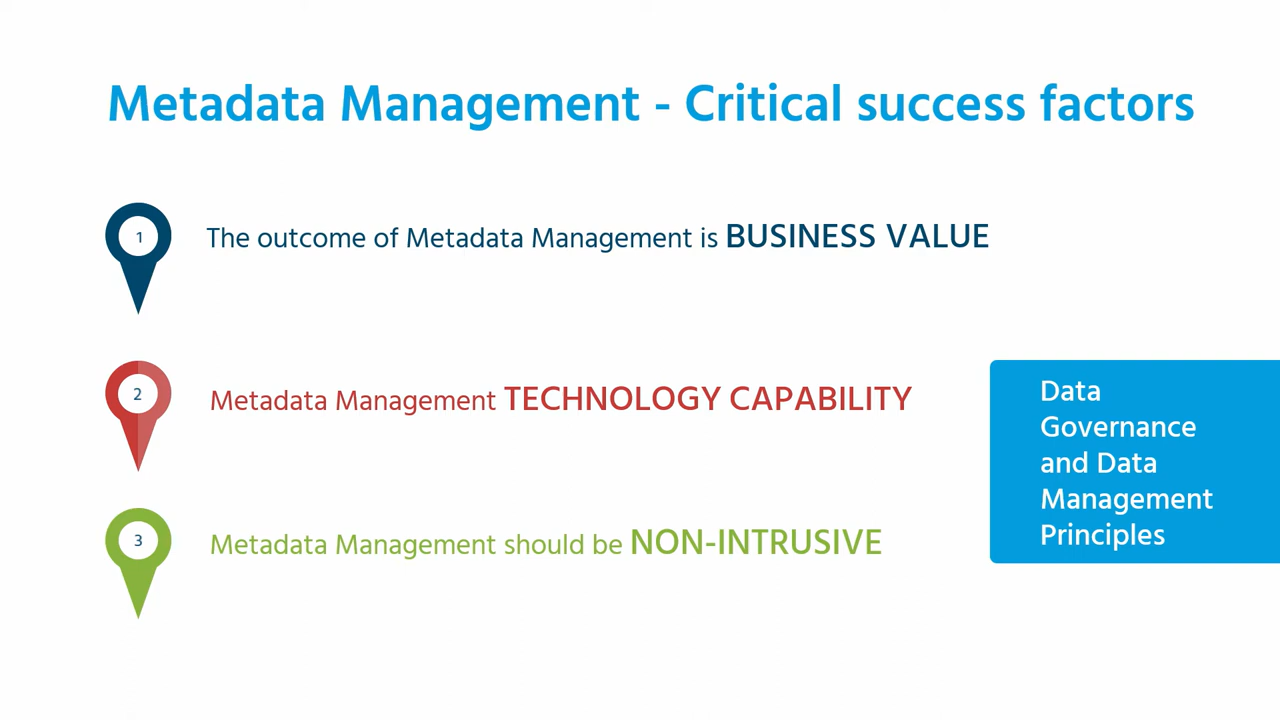 Metadata Management - Critical success factors
1
The outcome of Metadata Management is BUSINESS VALUE
2
Metadata Management TECHNOLOGY CAPABILITY
3
Metadata Management should be NON-INTRUSIVE
Data
Governance
and Data
Management
Principles